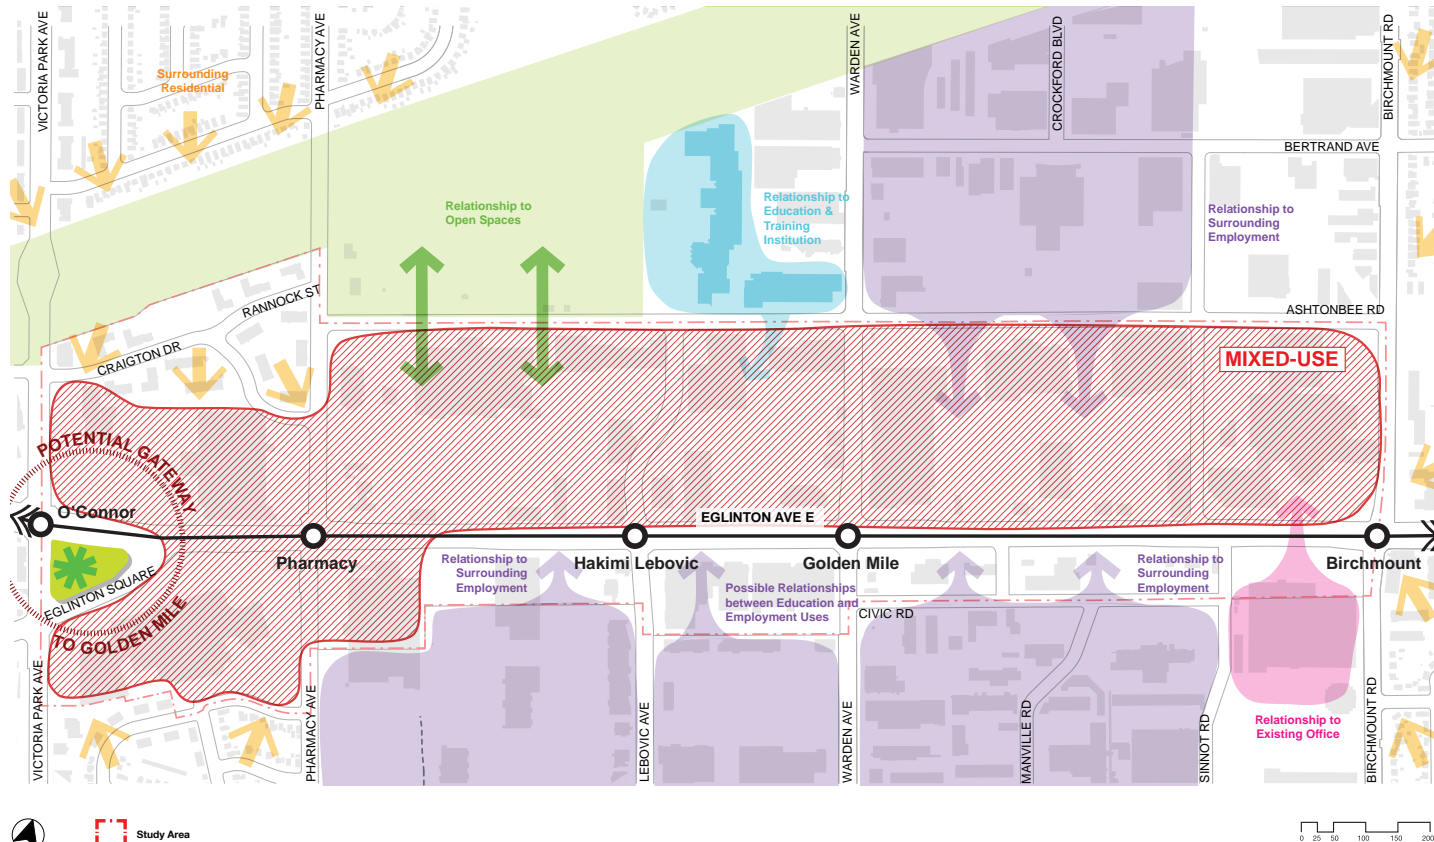 VICTORIA PARK AVE
PHARMACY AVE
WARDEN AVE
CROCKFORD BLVD
BIRCHMOUNT RD
Surrounding
Residential
BERTRAND AVE
Relationship to
Open Spaces
Relationship to
Education &
Training
Institution
Relationship to
Surrounding
Employment
RANNOCK ST
ASHTONBEE RD
CRAIGTON DR
MIXED-USE
POTENTIAL GATEWAY
TO GOLDEN MILE
O'Connor
EGLINTON AVE E
Pharmacy
Hakimi Lebovic
Golden Mile
Birchmount
EGLINTON SQUARE
Relationship to
Surrounding
Employment
Possible Relationships
between Education and
Employment Uses
Relationship to
Surrounding
Employment
CIVIC RD
VICTORIA PARK AVE
PHARMACY AVE
LEBOVIC AVE
WARDEN AVE
MANVILLE RD
SINNOT RD
BIRCHMOUNT RD
Relationship to
Existing Office
Study Area
0 25 50 100 150 200